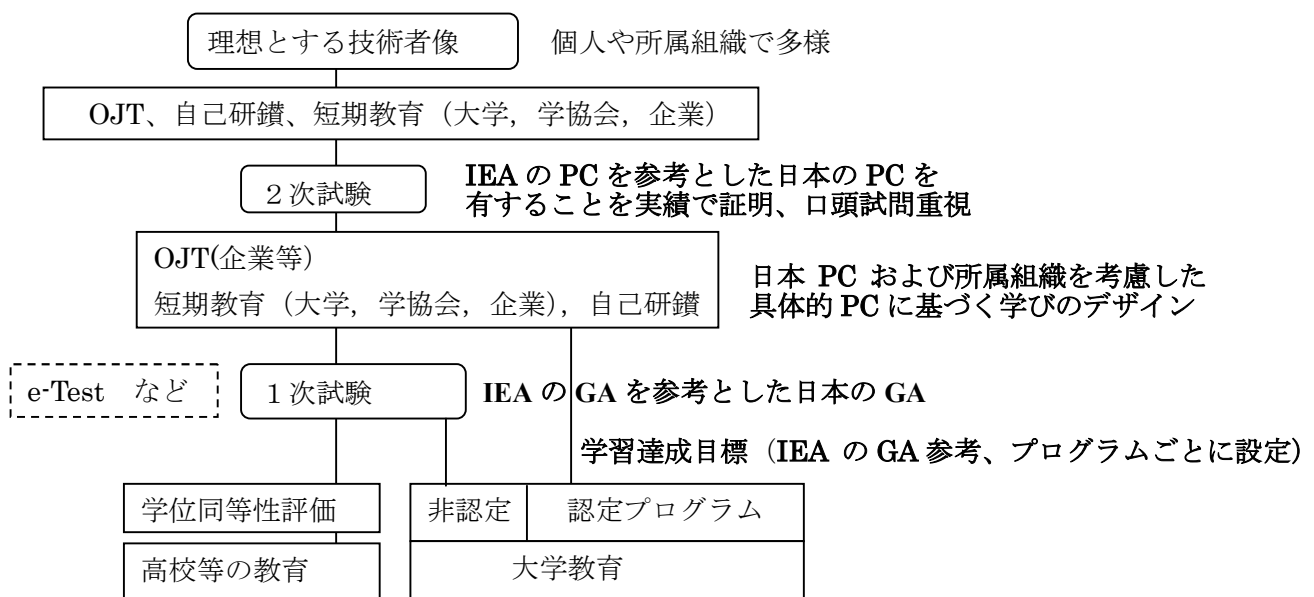 理想とする技術者像　個人や所属組織で多様
OJT、自己研鑽、短期教育（大学，学協会，企業）
２次試験
IEA の PC を参考とした日本の PC を
有することを実績で証明、口頭試問重視
OJT(企業等)
短期教育（大学，学協会，企業），自己研鑽
日本 PC および所属組織を考慮した
具体的 PC に基づく学びのデザイン
e-Test　など
１次試験
IEA の GA を参考とした日本の GA
学習達成目標（IEA の GA 参考、プログラムごとに設定）
学位同等性評価
非認定
認定プログラム
高校等の教育
大学教育